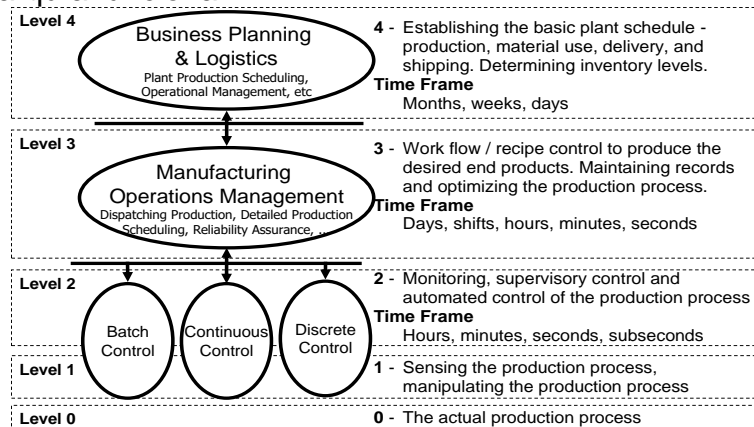 Level 4
Business Planning
& Logistics
Plant Production Scheduling,
Operational Management, etc
4 - Establishing the basic plant schedule -
production, material use, delivery, and
shipping. Determining inventory levels.
Time Frame
Months, weeks, days
Level 3
Manufacturing
Operations Management
Dispatching Production, Detailed Production
Scheduling, Reliability Assurance, ...
3 - Work flow / recipe control to produce the
desired end products. Maintaining records
and optimizing the production process.
Time Frame
Days, shifts, hours, minutes, seconds
Level 2
Batch
Control
Continuous
Control
Discrete
Control
2 - Monitoring, supervisory control and
automated control of the production process
Time Frame
Hours, minutes, seconds, subseconds
Level 1
1 - Sensing the production process,
manipulating the production process
Level 0
0 - The actual production process